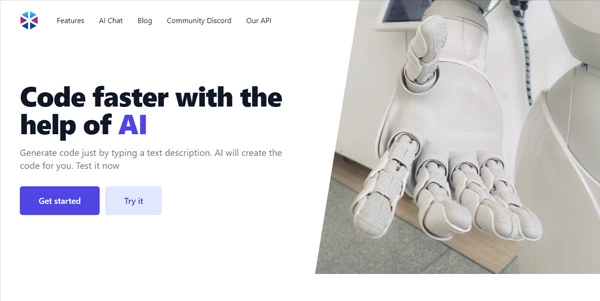 Features AI Chat Blog Community Discord Our API
Code faster with the
help of AI
Generate code just by typing a text description. AI will create the
code for you. Test it now
Get started Try it